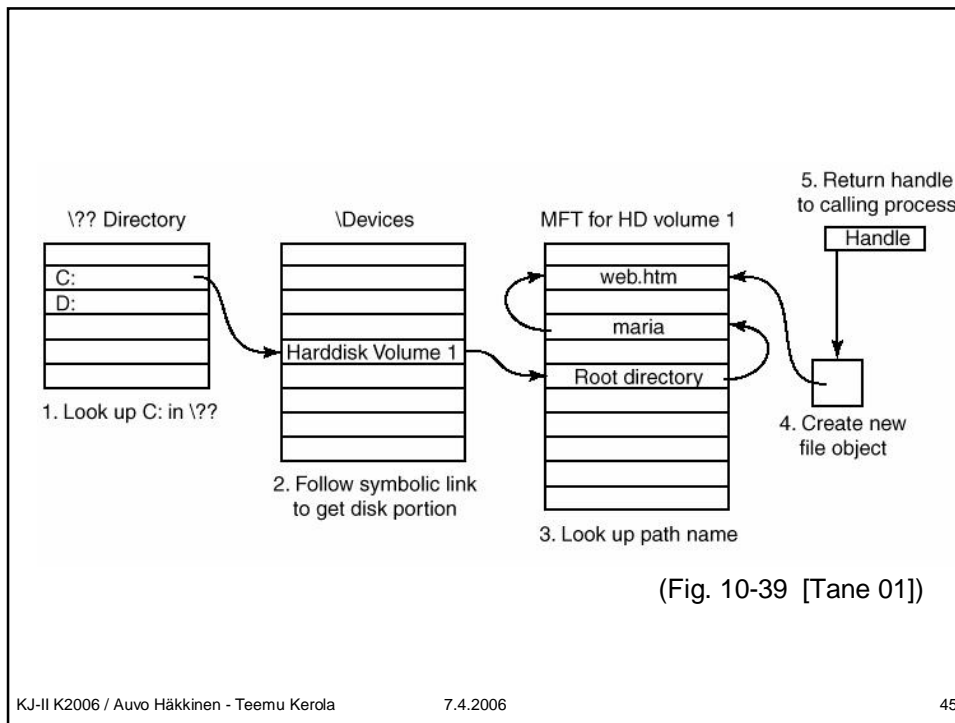 \?? Directory
C:
D:
1. Look up C: in \??
\Devices
Harddisk Volume 1
2. Follow symbolic link
to get disk portion
MFT for HD volume 1
web.htm
maria
Root directory
3. Look up path name
5. Return handle
to calling process
Handle
4. Create new
file object
(Fig. 10-39 [Tane 01])
KJ-II K2006 / Auvo Häkkinen - Teemu Kerola 7.4.2006 45